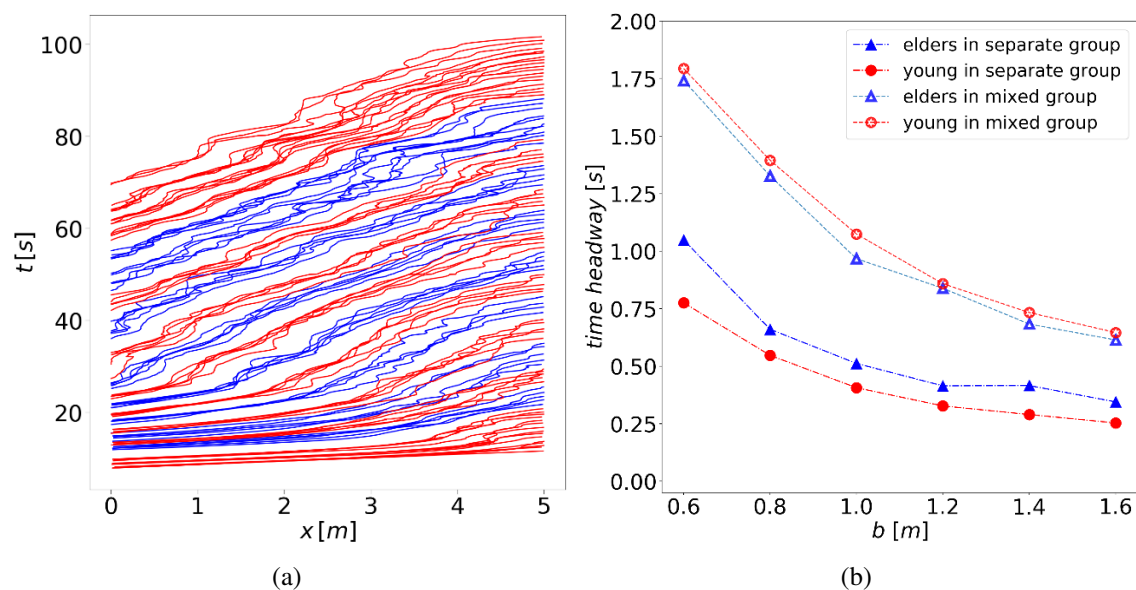 100
80
60
40
20
t [s]
0 1 2 3 4 5
x [m]
(a)
2.00
1.75
1.50
1.25
1.00
0.75
0.50
0.25
0.00
time headway [s]
elders in separate group
young in separate group
elders in mixed group
young in mixed group
0.6 0.8 1.0 1.2 1.4 1.6
b [m]
(b)